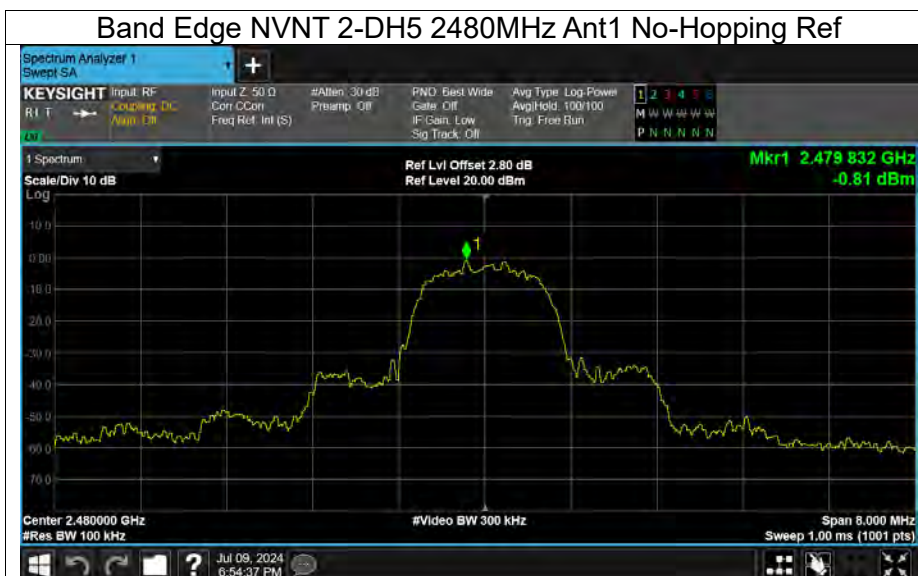 Band Edge NVNT 2-DH5 2480MHz Ant1 No-Hopping Ref
Spectrum Analyzer 1
Swept SA
+
KEYSIGHT Input: RF Input Z: 50 Ω #Atten: 30 dB PNO: Best Wide Avg Type: Log-Power 1 2 3 4 5 6
RL T Coupling: DC Corr CCorr Preamp: Off Gate: Off Avg|Hold: 100/100 M W W W W W
Align: Off Freq Ref: Int (S) IF Gain: Low Trig: Free Run
Sig Track: Off P N N N N N
1 Spectrum Ref Lvl Offset 2.80 dB Mkr1 2.479 832 GHz
Scale/Div 10 dB Ref Level 20.00 dBm -0.81 dBm
Log
10.0
0.00
1
-10.0
-20.0
-30.0
-40.0
-50.0
-60.0
-70.0
Center 2.480000 GHz #Video BW 300 kHz Span 8.000 MHz
#Res BW 100 kHz Sweep 1.00 ms (1001 pts)
? Jul 09, 2024
6:54:37 PM